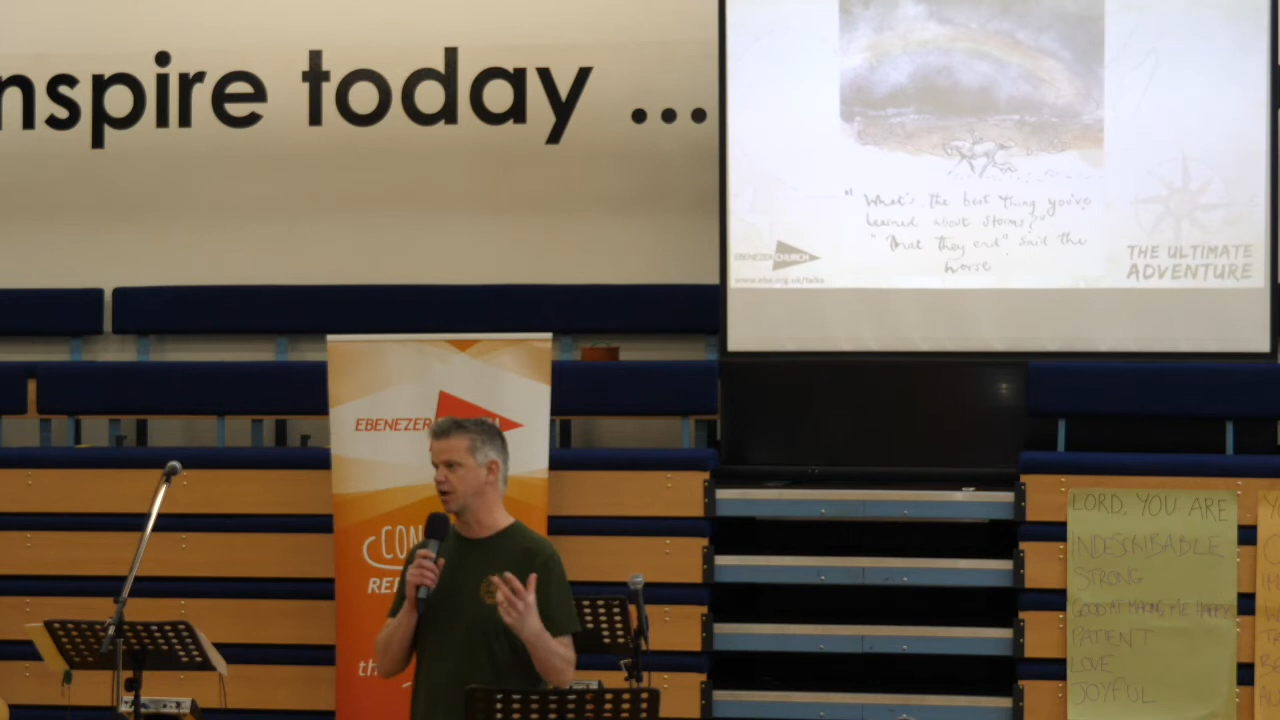 nspire today ...
"What's the best thing you've
learned about storms?"
"That they end" said the
horse
EBENEZER CHURCH
www.ebe.org.uk/talks
THE ULTIMATE
ADVENTURE
EBENEZER
CON
RE
th
LORD, YOU ARE
INDESCRIBABLE
STRONG
GOOD AT MAKING ME HAPPY
PATIENT
LOVE
JOYFUL